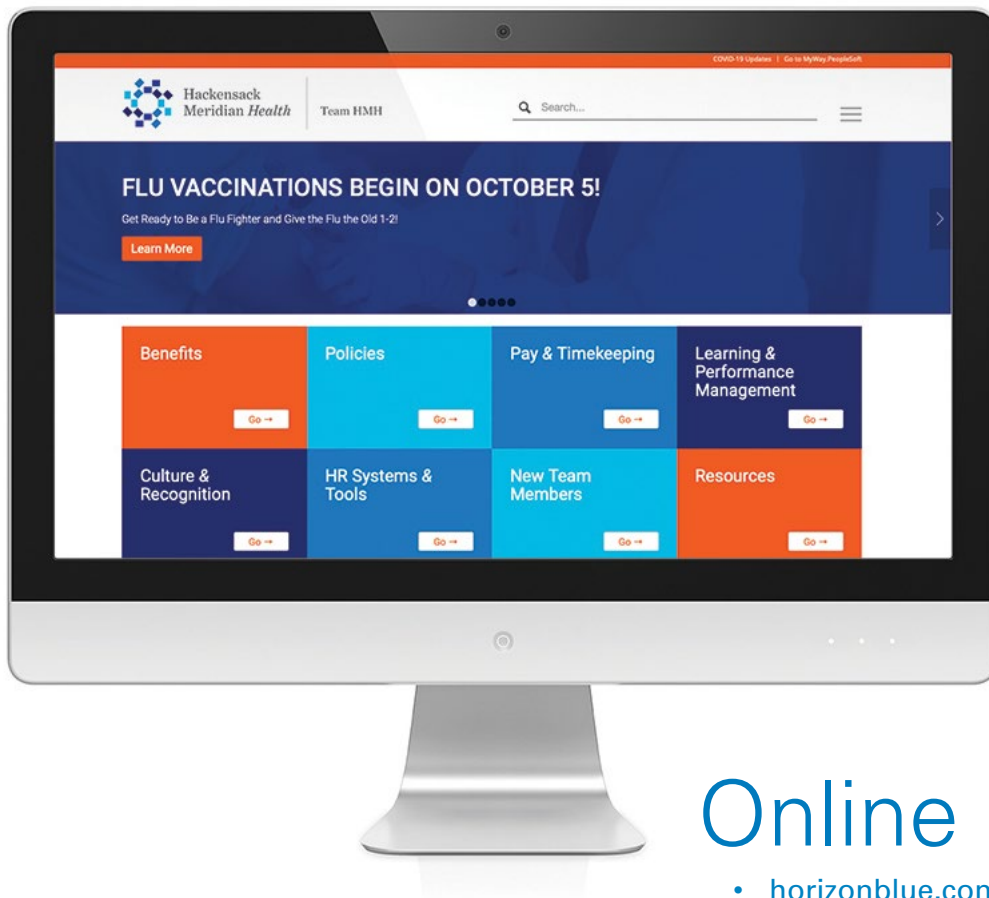 COVID-19 Updates | Go to MyWay.PeopleSoft
Hackensack
Meridian Health
Team HMH
Search...
FLU VACCINATIONS BEGIN ON OCTOBER 5!
Get Ready to Be a Flu Fighter and Give the Flu the Old 1-2!
Learn More
Benefits
Go →
Policies
Go →
Pay & Timekeeping
Go →
Learning &
Performance
Management
Go →
Culture &
Recognition
Go →
HR Systems &
Tools
Go →
New Team
Members
Go →
Resources
Go →
Online
• horizonblue.com